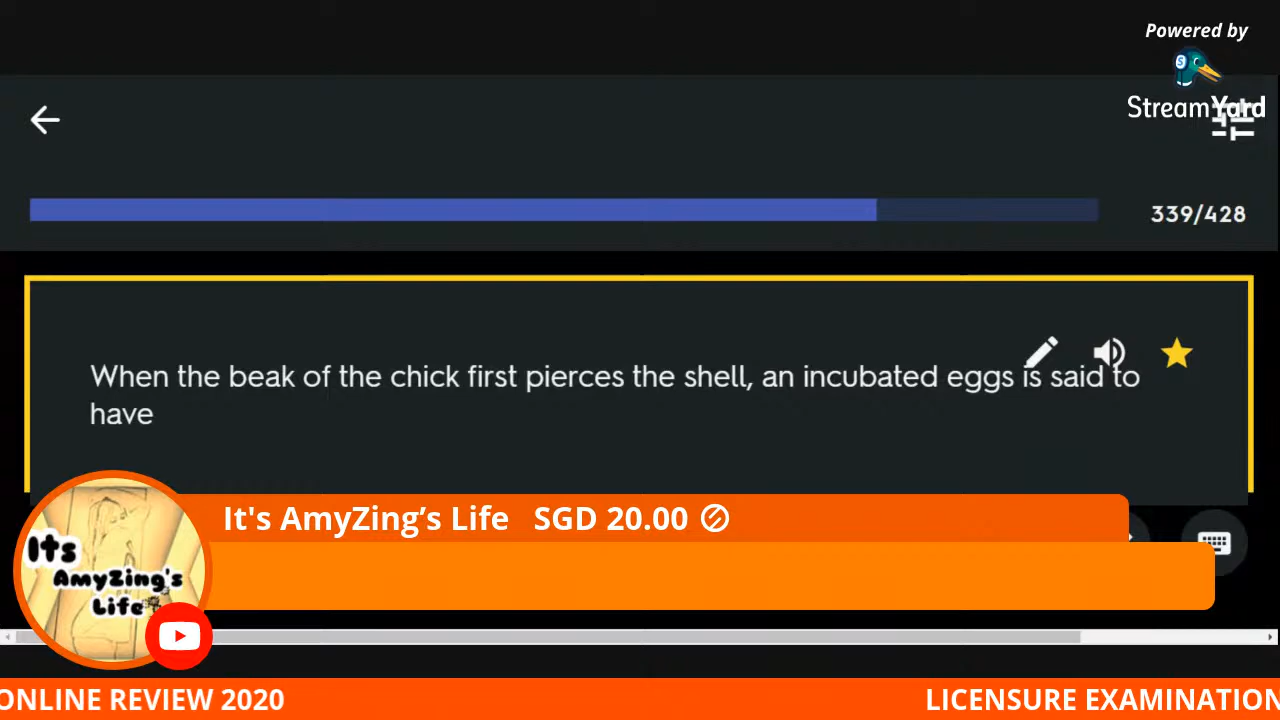 Powered by
StreamYard
339/428
When the beak of the chick first pierces the shell, an incubated eggs is said to
have
It's AmyZing’s Life SGD 20.00
Its
AmyZing's
Life
ONLINE REVIEW 2020 LICENSURE EXAMINATION